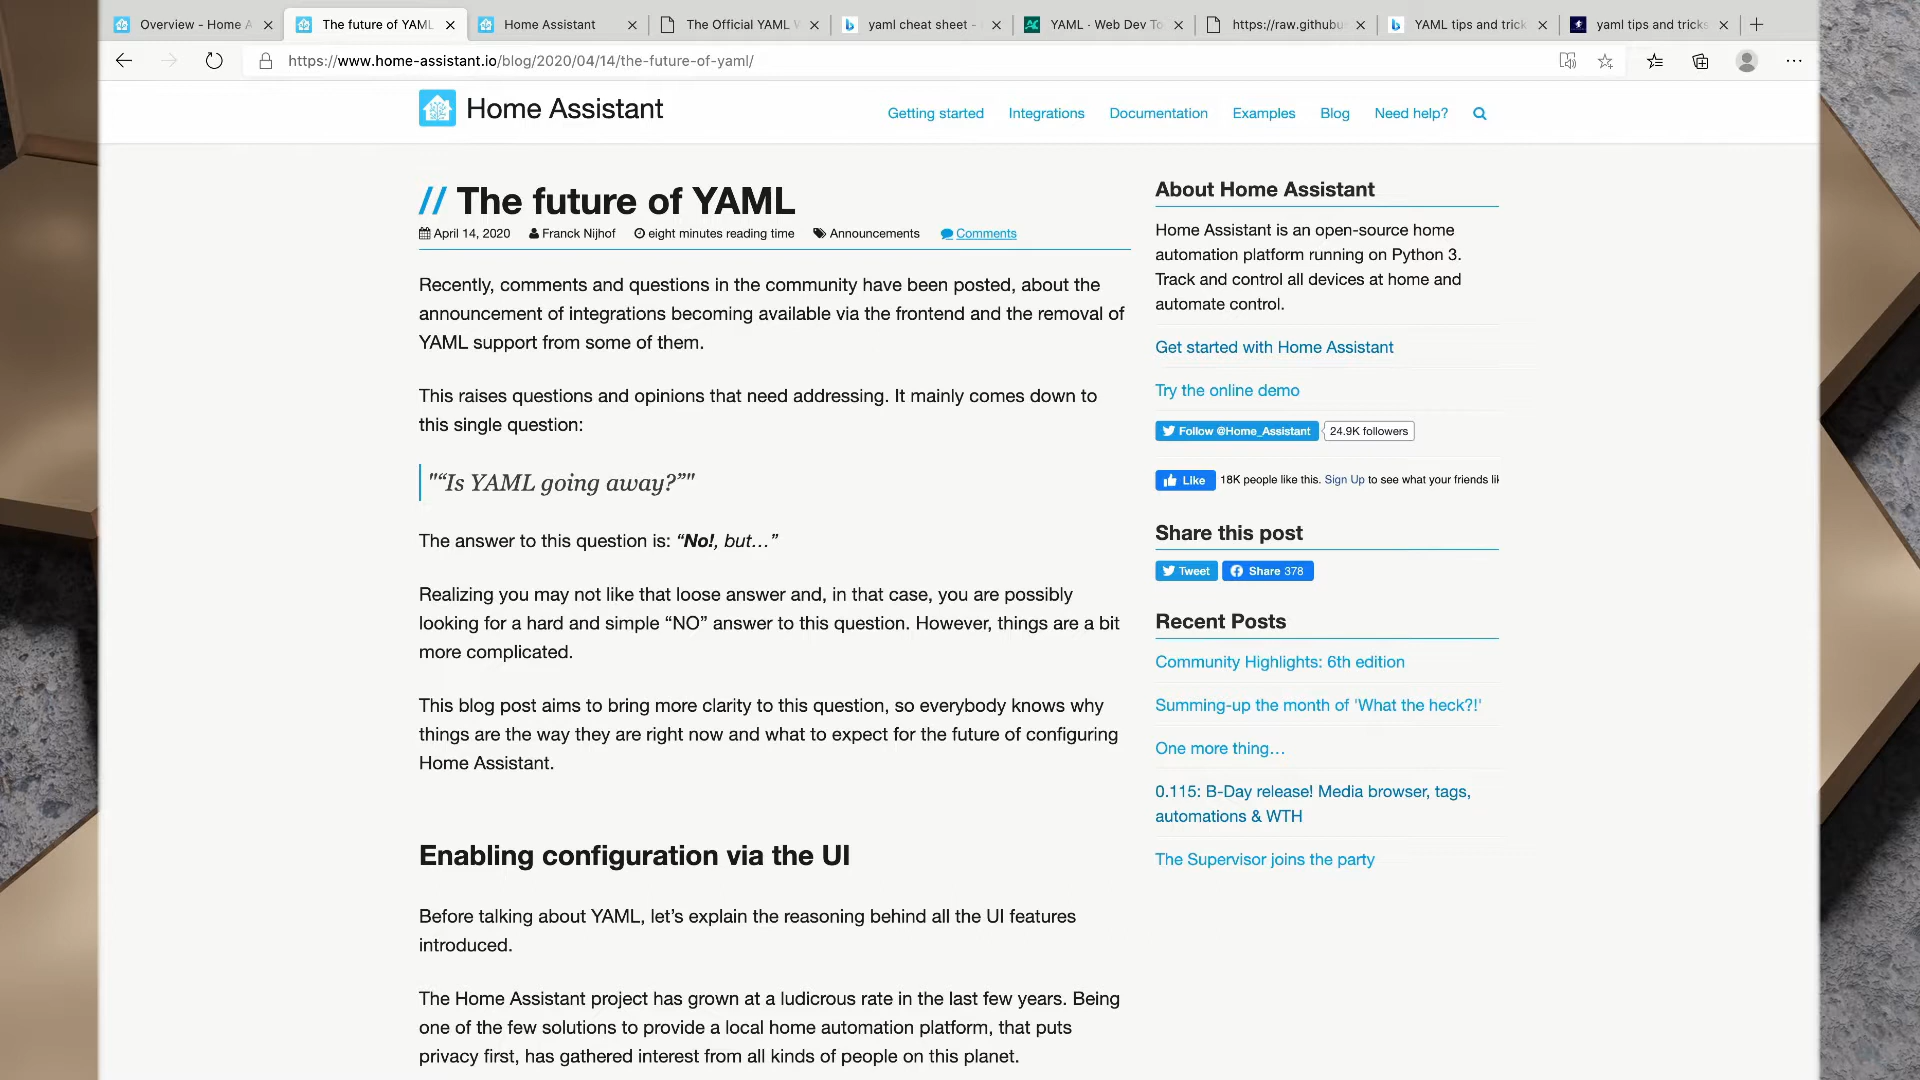 Overview - Home A
The future of YAML
Home Assistant
The Official YAML W
yaml cheat sheet -
YAML - Web Dev To
https://raw.githubus
YAML tips and trick
yaml tips and tricks
https://www.home-assistant.io/blog/2020/04/14/the-future-of-yaml/
Home Assistant
Getting started
Integrations
Documentation
Examples
Blog
Need help?
// The future of YAML
April 14, 2020 Franck Nijhof eight minutes reading time Announcements Comments
Recently, comments and questions in the community have been posted, about the
announcement of integrations becoming available via the frontend and the removal of
YAML support from some of them.
This raises questions and opinions that need addressing. It mainly comes down to
this single question:
"“Is YAML going away?”"
The answer to this question is: “No!, but…”
Realizing you may not like that loose answer and, in that case, you are possibly
looking for a hard and simple “NO” answer to this question. However, things are a bit
more complicated.
This blog post aims to bring more clarity to this question, so everybody knows why
things are the way they are right now and what to expect for the future of configuring
Home Assistant.
Enabling configuration via the UI
Before talking about YAML, let’s explain the reasoning behind all the UI features
introduced.
The Home Assistant project has grown at a ludicrous rate in the last few years. Being
one of the few solutions to provide a local home automation platform, that puts
privacy first, has gathered interest from all kinds of people on this planet.
About Home Assistant
Home Assistant is an open-source home
automation platform running on Python 3.
Track and control all devices at home and
automate control.
Get started with Home Assistant
Try the online demo
Follow @Home_Assistant 24.9K followers
Like 18K people like this. Sign Up to see what your friends lik
Share this post
Tweet Share 378
Recent Posts
Community Highlights: 6th edition
Summing-up the month of 'What the heck?!'
One more thing…
0.115: B-Day release! Media browser, tags,
automations & WTH
The Supervisor joins the party